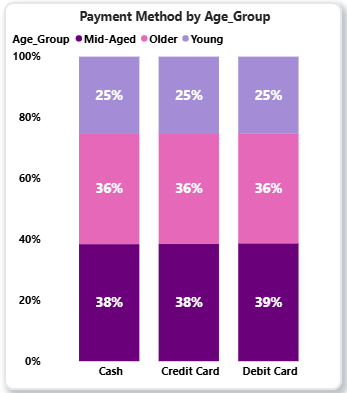 Payment Method by Age_Group
Age_Group Mid-Aged Older Young
100%
80%
60%
40%
20%
0%
25% 25% 25%
36% 36% 36%
38% 38% 39%
Cash Credit Card Debit Card